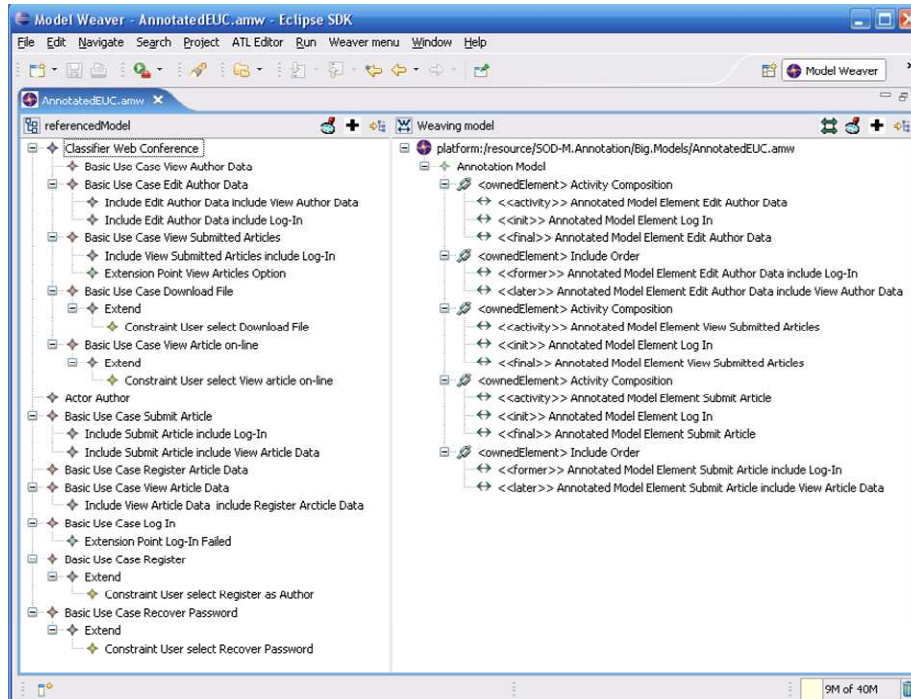 Model Weaver - AnnotatedEUC.amw - Eclipse SDK
File Edit Navigate Search Project ATL Editor Run Weaver menu Window Help
Model Weaver
AnnotatedEUC.amw
referencedModel
Classifier Web Conference
Basic Use Case View Author Data
Basic Use Case Edit Author Data
Include Edit Author Data include View Author Data
Include Edit Author Data include Log-In
Basic Use Case View Submitted Articles
Include View Submitted Articles include Log-In
Extension Point View Articles Option
Basic Use Case Download File
Extend
Constraint User select Download File
Basic Use Case View Article on-line
Extend
Constraint User select View article on-line
Actor Author
Basic Use Case Submit Article
Include Submit Article include Log-In
Include Submit Article include View Article Data
Basic Use Case Register Article Data
Basic Use Case View Article Data
Include View Article Data include Register Arcticle Data
Basic Use Case Log In
Extension Point Log-In Failed
Basic Use Case Register
Extend
Constraint User select Register as Author
Basic Use Case Recover Password
Extend
Constraint User select Recover Password
Weaving model
platform:/resource/SOD-M.Annotation/Big.Models/AnnotatedEUC.amw
Annotation Model
<ownedElement> Activity Composition
<<activity>> Annotated Model Element Edit Author Data
<<init>> Annotated Model Element Log In
<<final>> Annotated Model Element Edit Author Data
<ownedElement> Include Order
<<former>> Annotated Model Element Edit Author Data include Log-In
<<later>> Annotated Model Element Edit Author Data include View Author Data
<ownedElement> Activity Composition
<<activity>> Annotated Model Element View Submitted Articles
<<init>> Annotated Model Element Log In
<<final>> Annotated Model Element View Submitted Articles
<ownedElement> Activity Composition
<<activity>> Annotated Model Element Submit Article
<<init>> Annotated Model Element Log In
<<final>> Annotated Model Element Submit Article
<ownedElement> Include Order
<<former>> Annotated Model Element Submit Article include Log-In
<<later>> Annotated Model Element Submit Article include View Article Data
9M of 40M